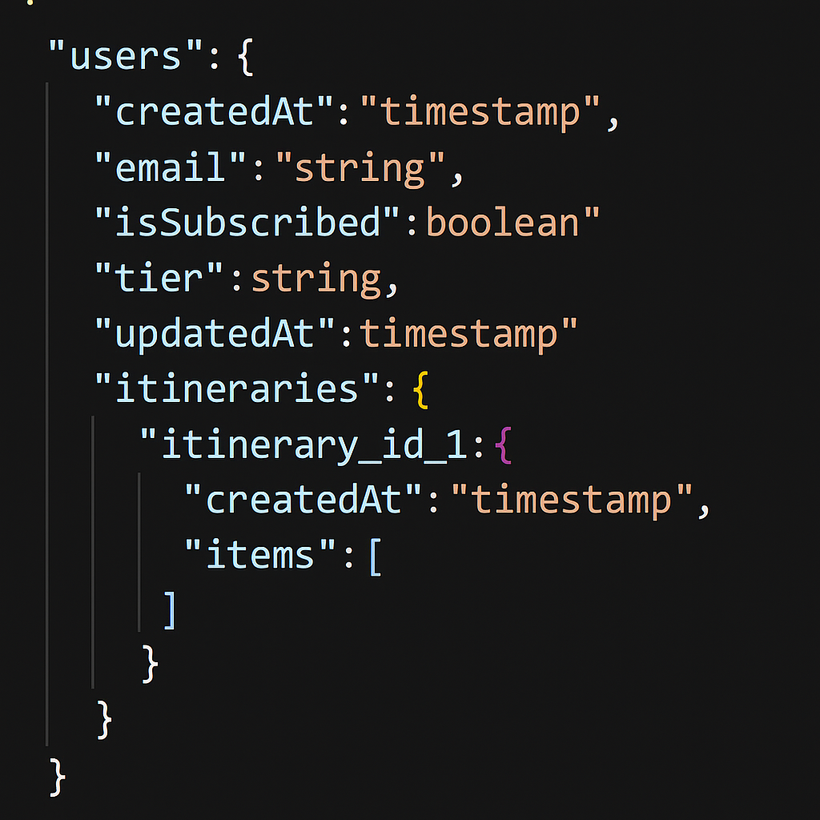 "users": {
"createdAt":"timestamp",
"email":"string",
"isSubscribed":boolean"
"tier":string,
"updatedAt":timestamp"
"itineraries": {
"itinerary_id_1:{
"createdAt":"timestamp",
"items":[
]
}
}
}